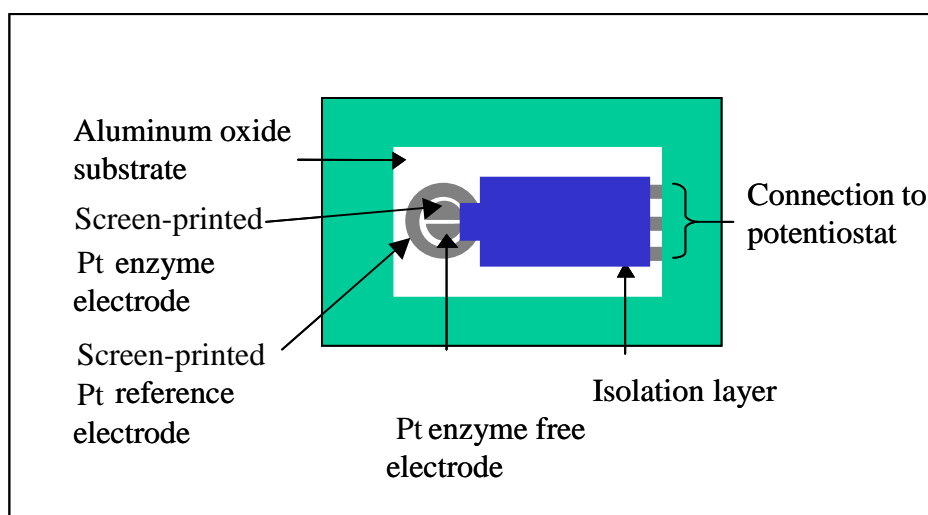 Aluminum oxide
substrate
Screen-printed
Pt enzyme
electrode
Screen-printed
Pt reference
electrode
Pt enzyme free
electrode
Isolation layer
Connection to
potentiostat